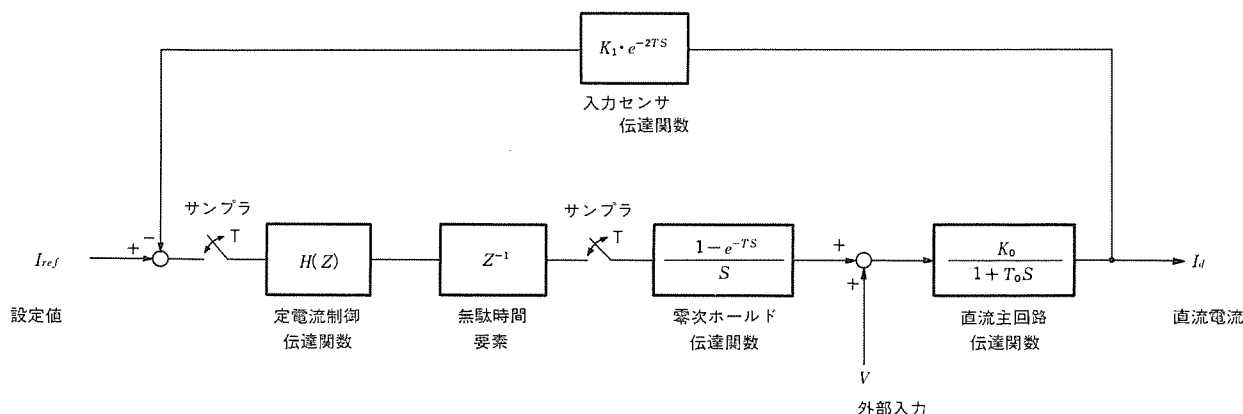 K₁・e⁻²ᵀˢ
入力センサ
伝達関数
サンプラ
T
サンプラ
T
I_ref
+
−
H(Z)
Z⁻¹
1−e⁻ᵀˢ
S
+
+
K₀
1+T₀S
I_d
設定値
定電流制御
伝達関数
無駄時間
要素
零次ホールド
伝達関数
直流主回路
伝達関数
直流電流
V
外部入力